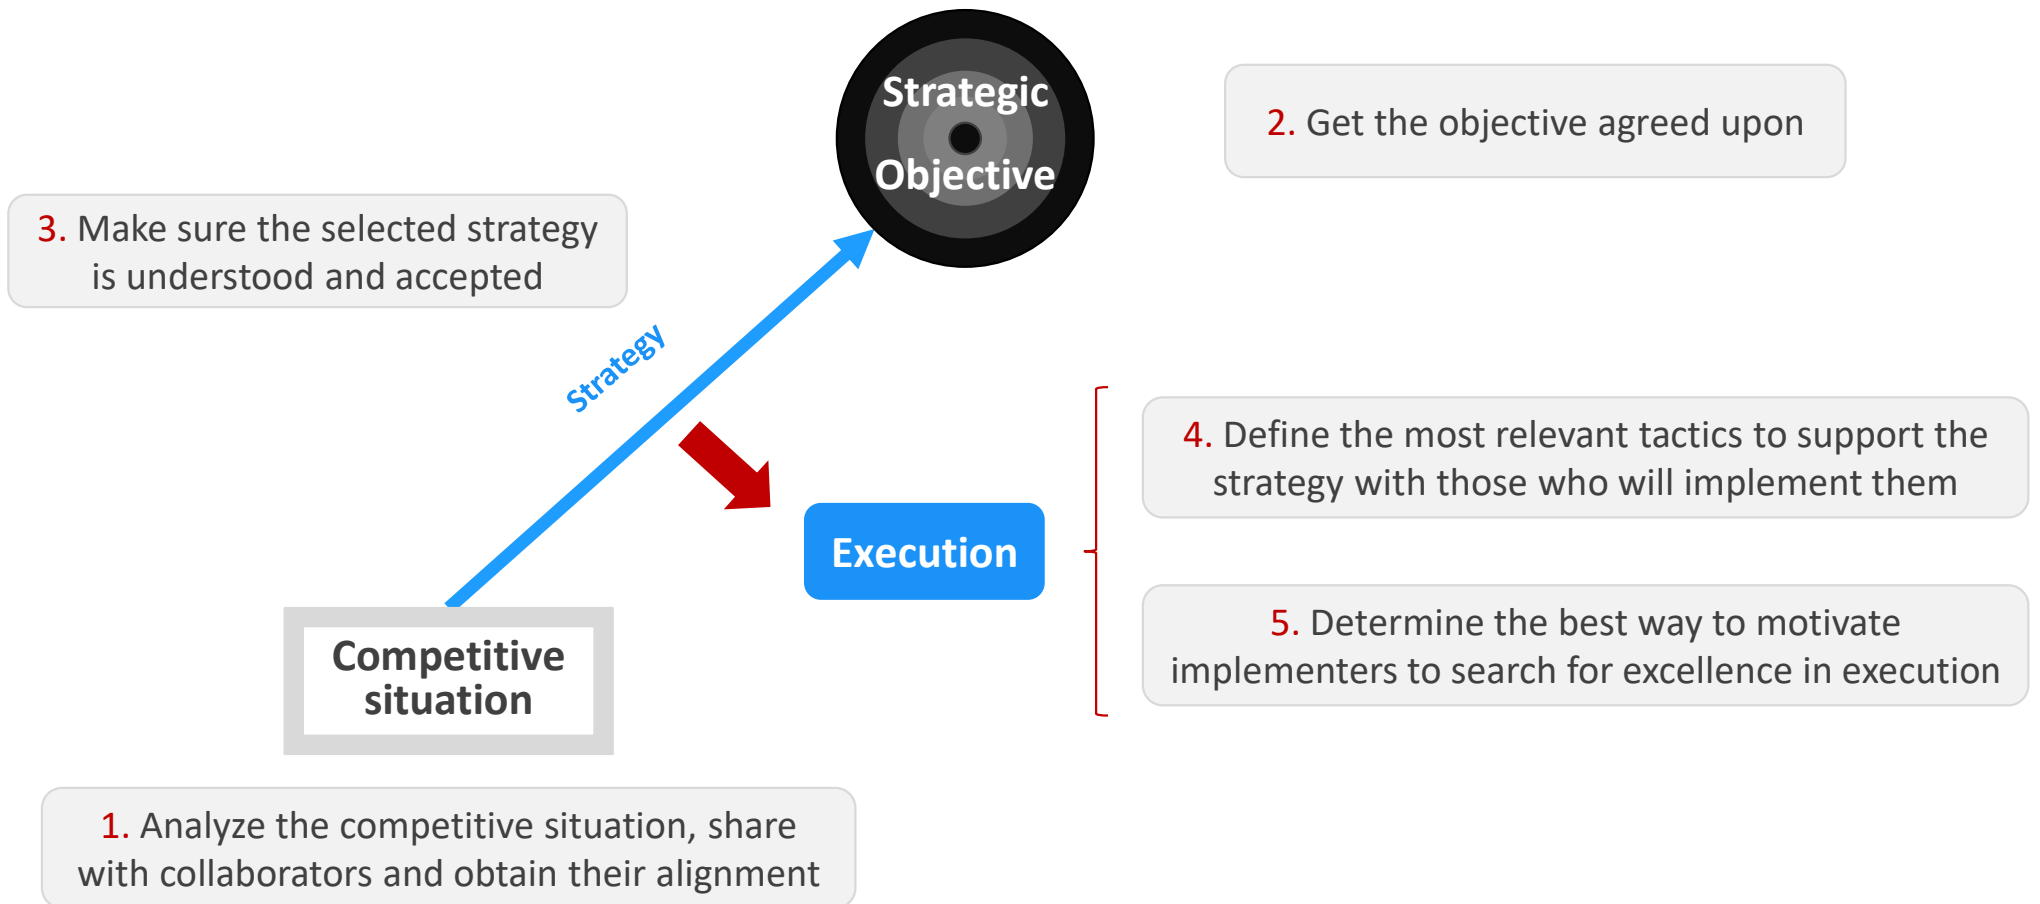 Strategic
Objective
2. Get the objective agreed upon
3. Make sure the selected strategy
is understood and accepted
Strategy
4. Define the most relevant tactics to support the
strategy with those who will implement them
Execution
5. Determine the best way to motivate
implementers to search for excellence in execution
Competitive
situation
1. Analyze the competitive situation, share
with collaborators and obtain their alignment